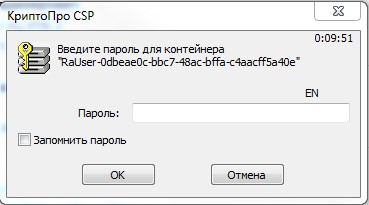 КриптоПро CSP
0:09:51
Введите пароль для контейнера
"RaUser-0dbeae0c-bbc7-48ac-bffa-c4aacff5a40e"
EN
Пароль:
Запомнить пароль
OK
Отмена